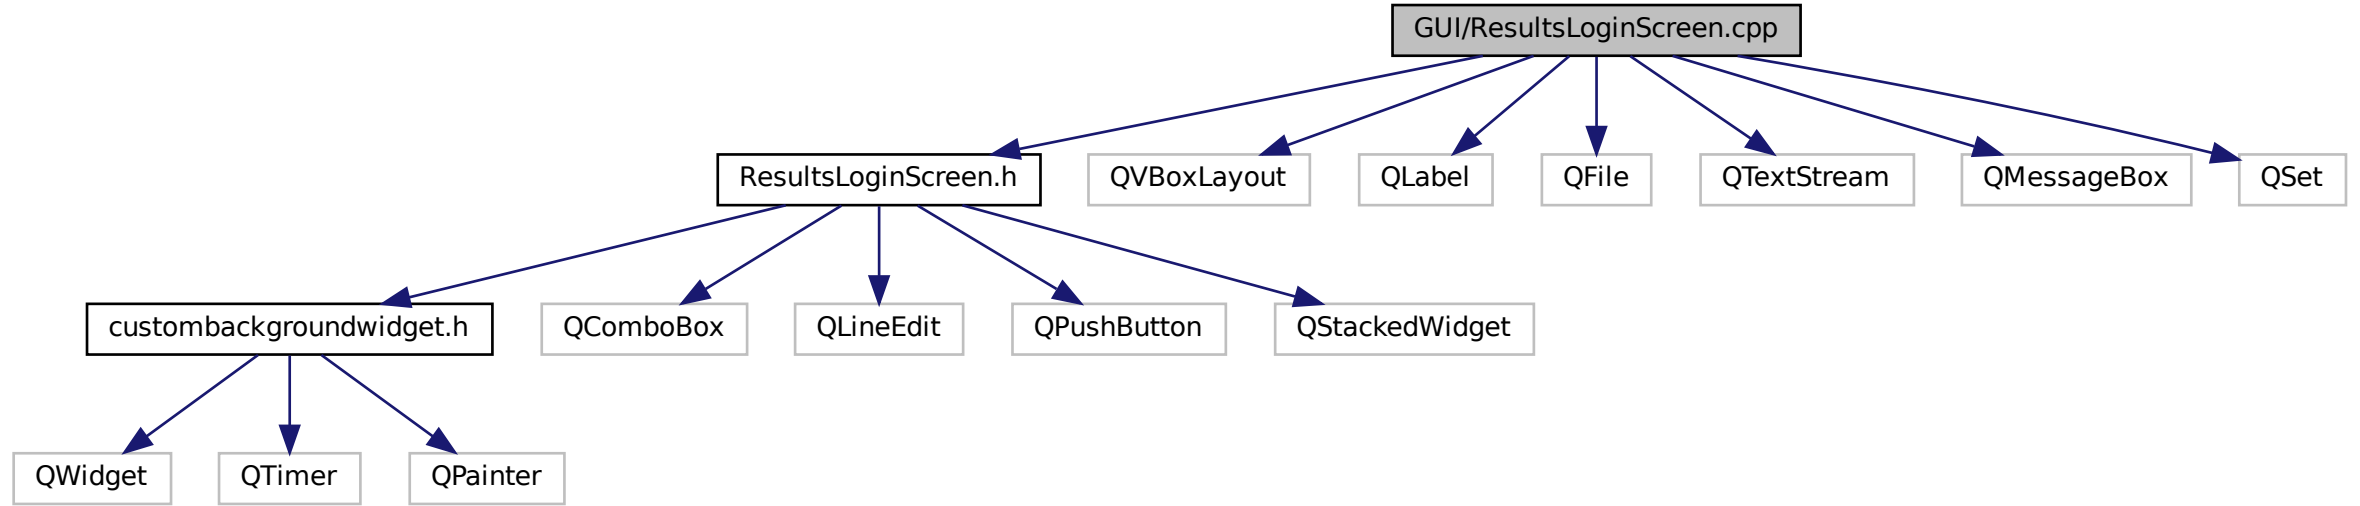 GUI/ResultsLoginScreen.cpp
ResultsLoginScreen.h
QVBoxLayout
QLabel
QFile
QTextStream
QMessageBox
QSet
custombackgroundwidget.h
QComboBox
QLineEdit
QPushButton
QStackedWidget
QWidget
QTimer
QPainter